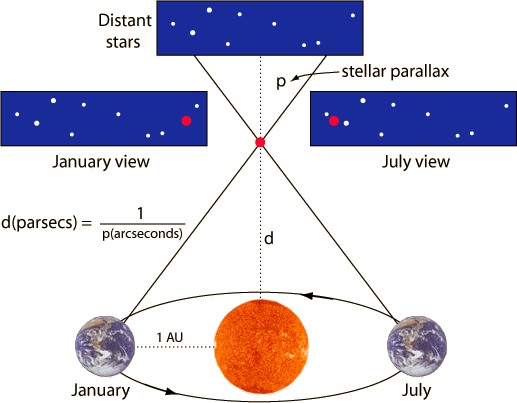 Distant
stars
p
stellar parallax
January view
July view
d(parsecs) = 1 / p(arcseconds)
d
1 AU
January
July